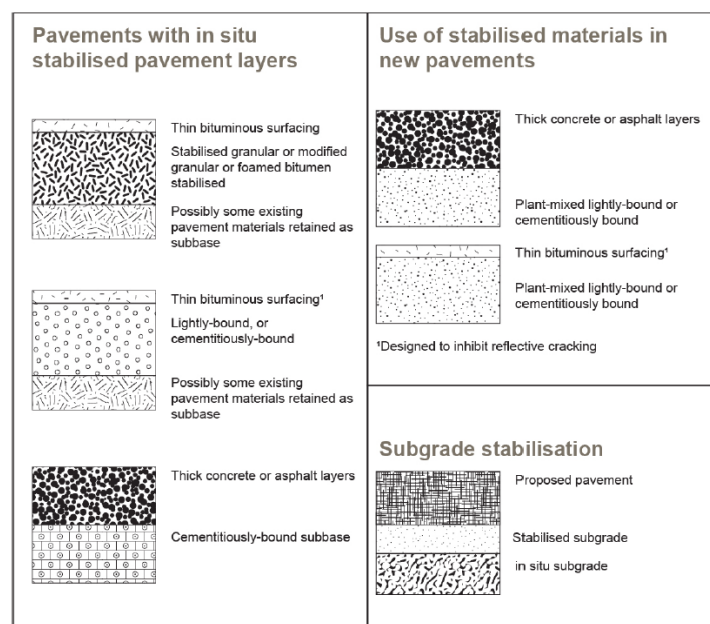 Pavements with in situ
stabilised pavement layers
Thin bituminous surfacing
Stabilised granular or modified
granular or foamed bitumen
stabilised
Possibly some existing
pavement materials retained as
subbase
Thin bituminous surfacing¹
Lightly-bound, or
cementitiously-bound
Possibly some existing
pavement materials retained as
subbase
Thick concrete or asphalt layers
Cementitiously-bound subbase
Use of stabilised materials in
new pavements
Thick concrete or asphalt layers
Plant-mixed lightly-bound or
cementitiously bound
Thin bituminous surfacing¹
Plant-mixed lightly-bound or
cementitiously bound
¹Designed to inhibit reflective cracking
Subgrade stabilisation
Proposed pavement
Stabilised subgrade
in situ subgrade